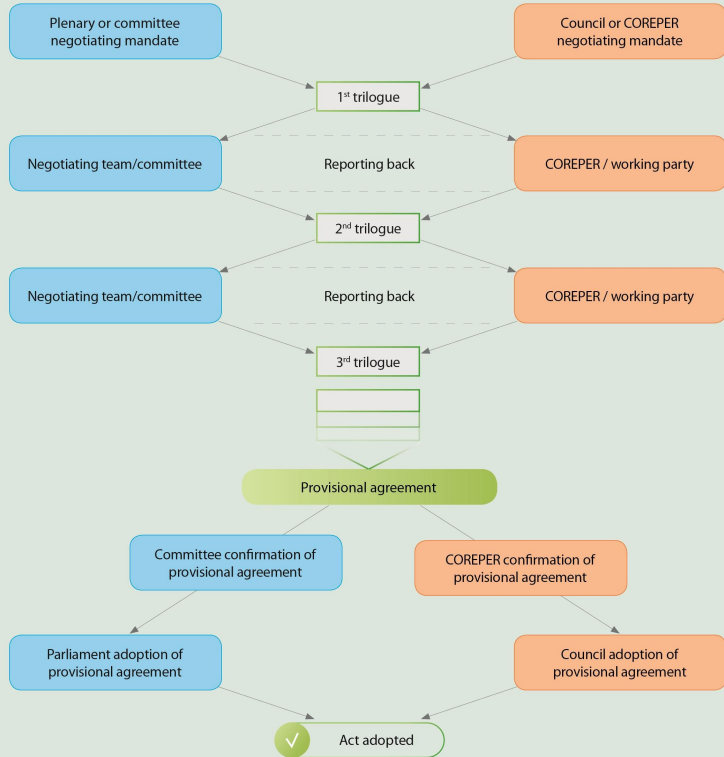 Plenary or committee
negotiating mandate
Council or COREPER
negotiating mandate
1st trilogue
Negotiating team/committee
Reporting back
COREPER / working party
2nd trilogue
Negotiating team/committee
Reporting back
COREPER / working party
3rd trilogue
Provisional agreement
Committee confirmation of
provisional agreement
COREPER confirmation of
provisional agreement
Parliament adoption of
provisional agreement
Council adoption of
provisional agreement
Act adopted